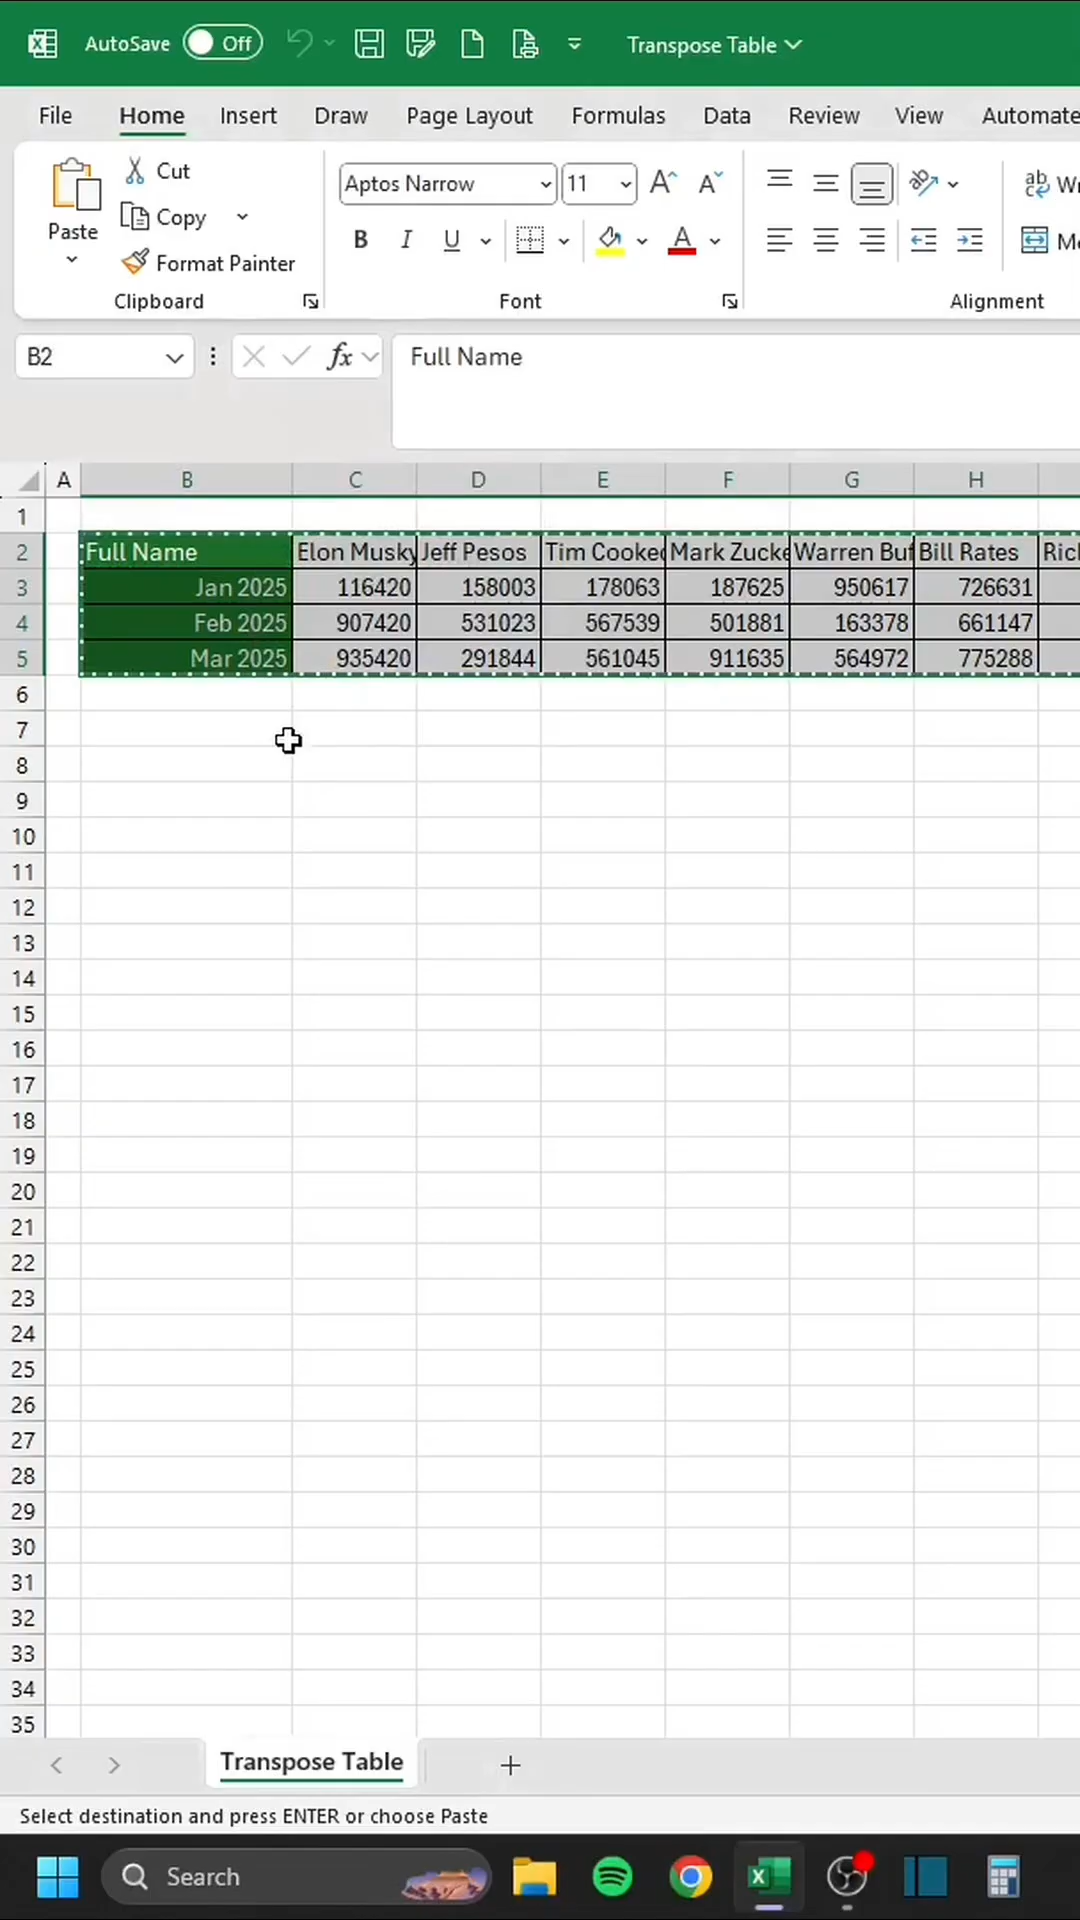 AutoSave Off Transpose Table
File Home Insert Draw Page Layout Formulas Data Review View Automate
Paste Cut Copy Format Painter
Aptos Narrow 11
B I U
Clipboard Font Alignment
B2 fx Full Name
A B C D E F G H
1
2 Full Name Elon Musky Jeff Pesos Tim Cooked Mark Zucke Warren Buf Bill Rates
3 Jan 2025 116420 158003 178063 187625 950617 726631
4 Feb 2025 907420 531023 567539 501881 163378 661147
5 Mar 2025 935420 291844 561045 911635 564972 775288
6
7
8
9
10
11
12
13
14
15
16
17
18
19
20
21
22
23
24
25
26
27
28
29
30
31
32
33
34
35
Transpose Table
Select destination and press ENTER or choose Paste
Search